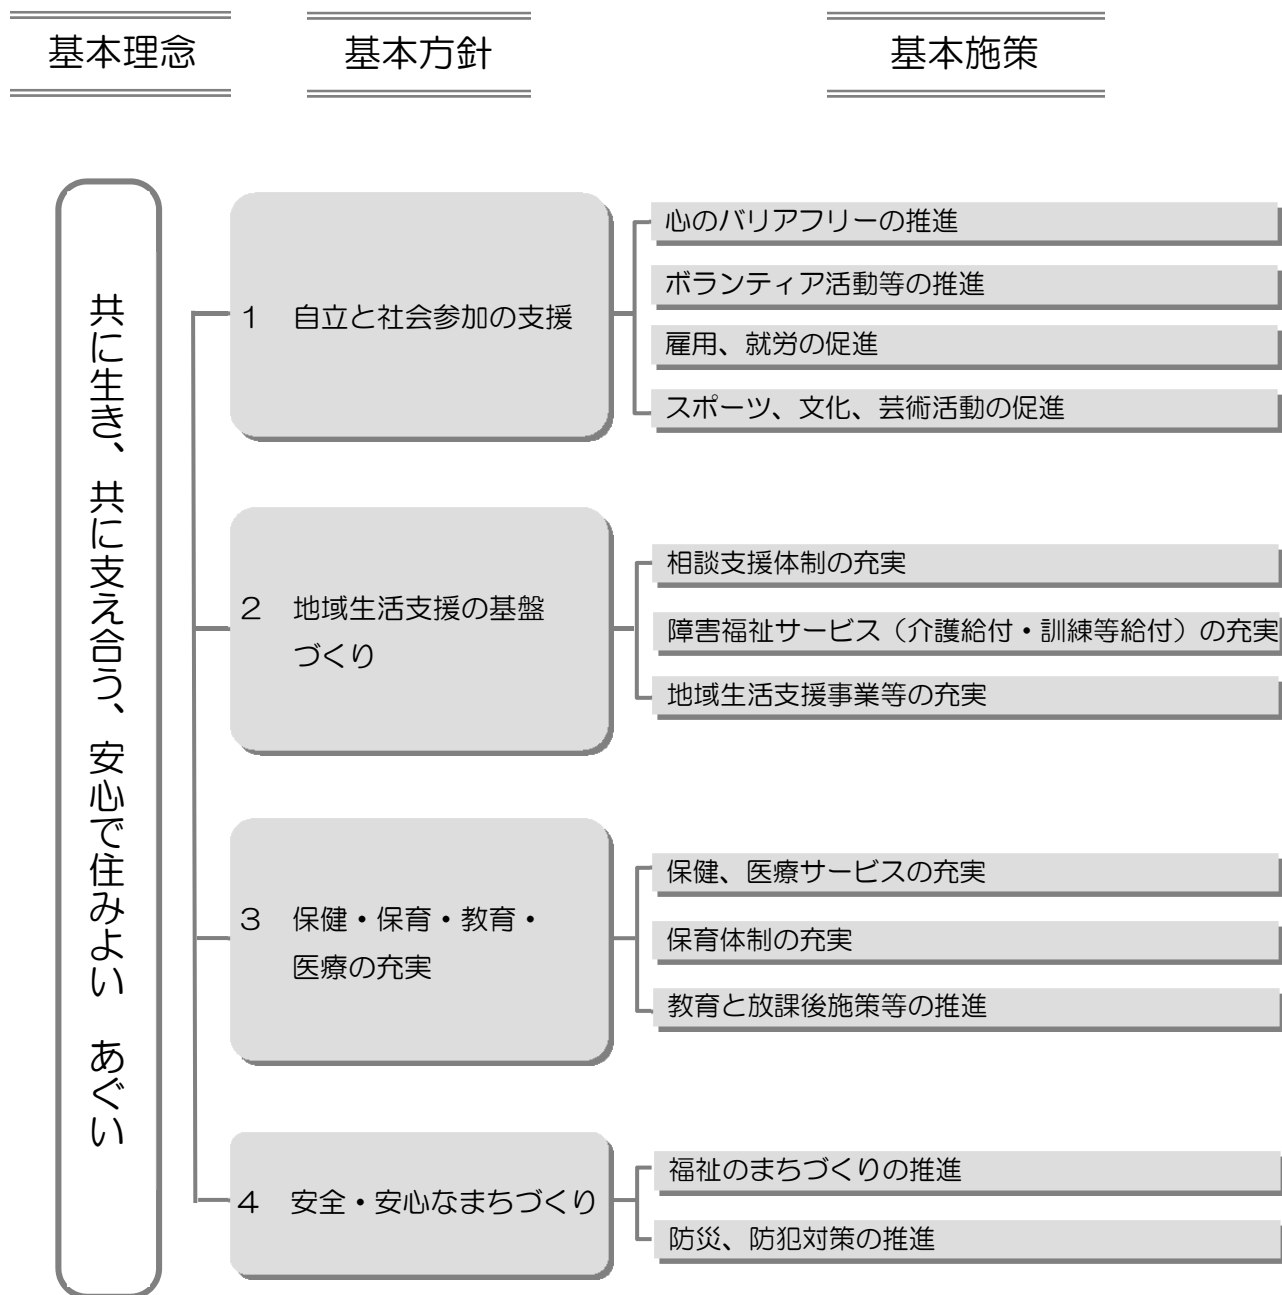 基本理念
基本方針
基本施策
共に生き、共に支え合う、安心で住みよい　あぐい
１　自立と社会参加の支援
心のバリアフリーの推進
ボランティア活動等の推進
雇用、就労の促進
スポーツ、文化、芸術活動の促進
２　地域生活支援の基盤
づくり
相談支援体制の充実
障害福祉サービス（介護給付・訓練等給付）の充実
地域生活支援事業等の充実
３　保健・保育・教育・
医療の充実
保健、医療サービスの充実
保育体制の充実
教育と放課後施策等の推進
４　安全・安心なまちづくり
福祉のまちづくりの推進
防災、防犯対策の推進